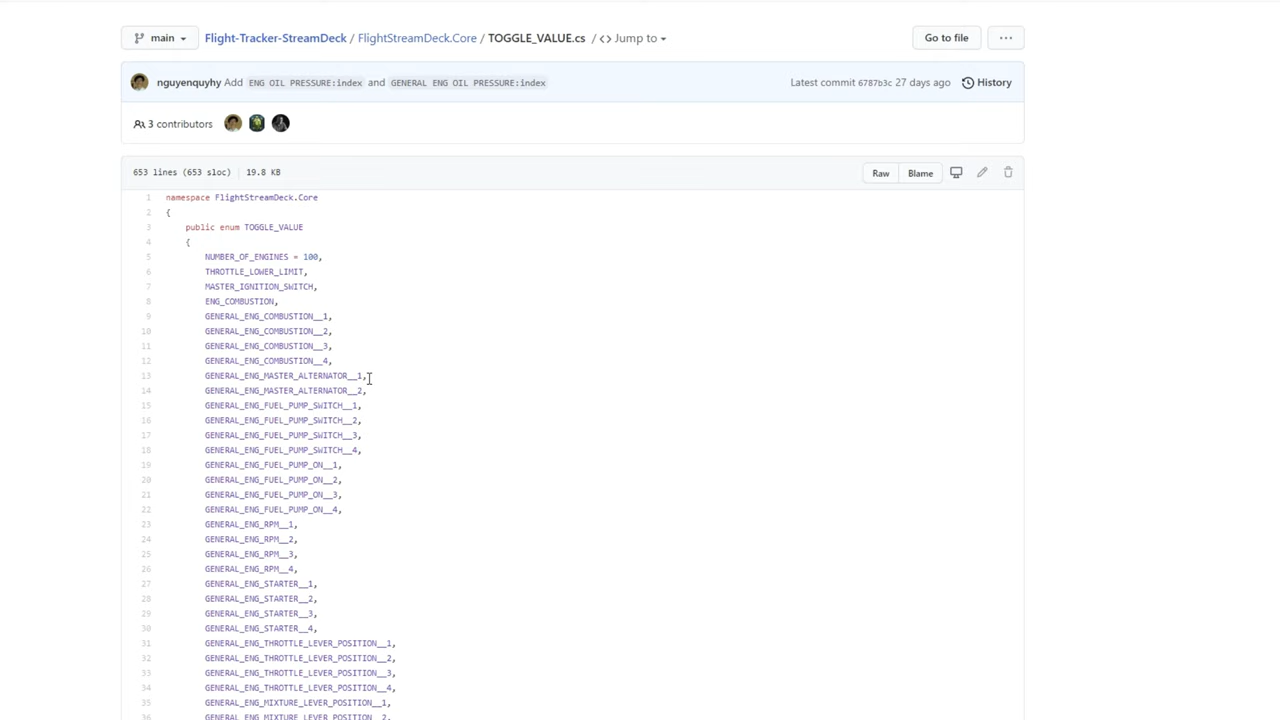 main Flight-Tracker-StreamDeck / FlightStreamDeck.Core / TOGGLE_VALUE.cs / <> Jump to Go to file ...
nguyenquyhy Add ENG OIL PRESSURE:index and GENERAL ENG OIL PRESSURE:index Latest commit 6787b3c 27 days ago History
3 contributors
653 lines (653 sloc) 19.8 KB Raw Blame
1 namespace FlightStreamDeck.Core
2 {
3 public enum TOGGLE_VALUE
4 {
5 NUMBER_OF_ENGINES = 100,
6 THROTTLE_LOWER_LIMIT,
7 MASTER_IGNITION_SWITCH,
8 ENG_COMBUSTION,
9 GENERAL_ENG_COMBUSTION__1,
10 GENERAL_ENG_COMBUSTION__2,
11 GENERAL_ENG_COMBUSTION__3,
12 GENERAL_ENG_COMBUSTION__4,
13 GENERAL_ENG_MASTER_ALTERNATOR__1,
14 GENERAL_ENG_MASTER_ALTERNATOR__2,
15 GENERAL_ENG_FUEL_PUMP_SWITCH__1,
16 GENERAL_ENG_FUEL_PUMP_SWITCH__2,
17 GENERAL_ENG_FUEL_PUMP_SWITCH__3,
18 GENERAL_ENG_FUEL_PUMP_SWITCH__4,
19 GENERAL_ENG_FUEL_PUMP_ON__1,
20 GENERAL_ENG_FUEL_PUMP_ON__2,
21 GENERAL_ENG_FUEL_PUMP_ON__3,
22 GENERAL_ENG_FUEL_PUMP_ON__4,
23 GENERAL_ENG_RPM__1,
24 GENERAL_ENG_RPM__2,
25 GENERAL_ENG_RPM__3,
26 GENERAL_ENG_RPM__4,
27 GENERAL_ENG_STARTER__1,
28 GENERAL_ENG_STARTER__2,
29 GENERAL_ENG_STARTER__3,
30 GENERAL_ENG_STARTER__4,
31 GENERAL_ENG_THROTTLE_LEVER_POSITION__1,
32 GENERAL_ENG_THROTTLE_LEVER_POSITION__2,
33 GENERAL_ENG_THROTTLE_LEVER_POSITION__3,
34 GENERAL_ENG_THROTTLE_LEVER_POSITION__4,
35 GENERAL_ENG_MIXTURE_LEVER_POSITION__1,
36 GENERAL_ENG_MIXTURE_LEVER_POSITION__2,